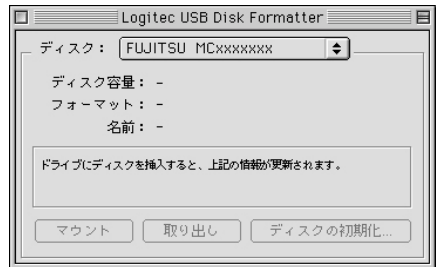 Logitec USB Disk Formatter
ディスク： FUJITSU MCxxxxxxx
ディスク容量： -
フォーマット： -
名前： -
ドライブにディスクを挿入すると、上記の情報が更新されます。
マウント 取り出し ディスクの初期化...